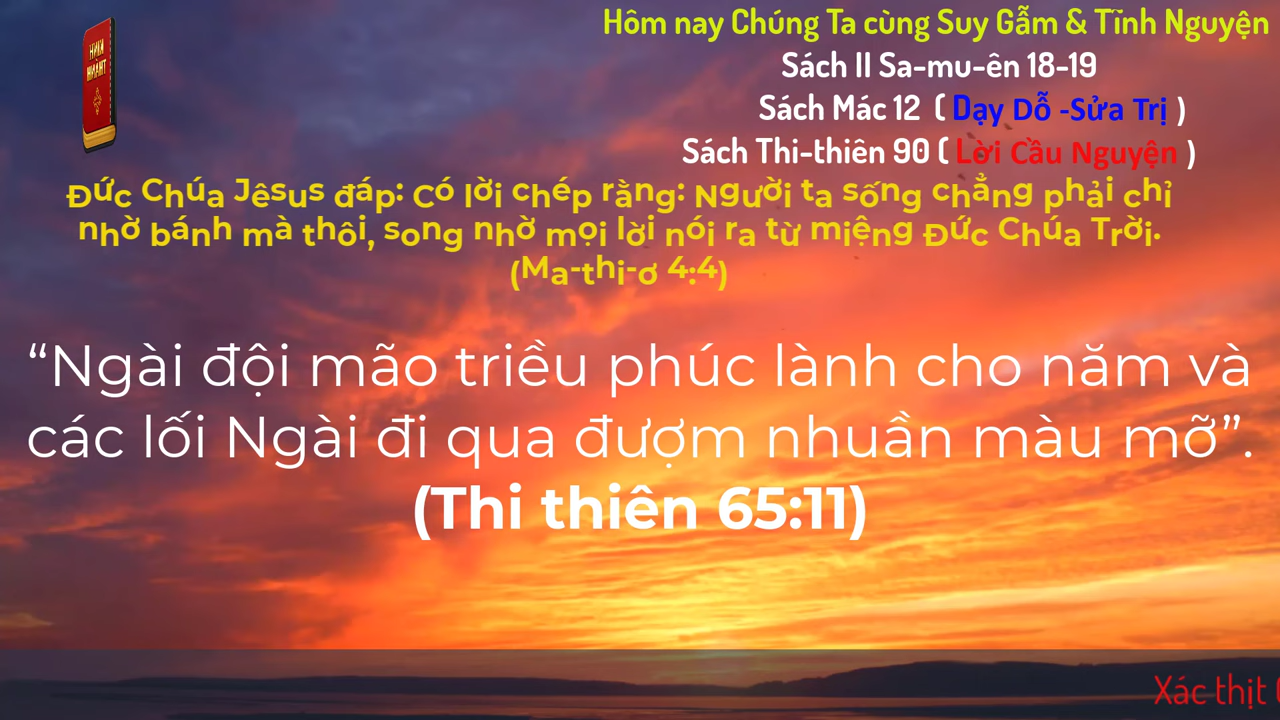 Hôm nay Chúng Ta cùng Suy Gẫm & Tĩnh Nguyện
Sách II Sa-mu-ên 18-19
Sách Mác 12 ( Dạy Dỗ -Sửa Trị )
Sách Thi-thiên 90 ( Lời Cầu Nguyện )
KINH
THÁNH
Đức Chúa Jêsus đáp: Có lời chép rằng: Người ta sống chẳng phải chỉ
nhờ bánh mà thôi, song nhờ mọi lời nói ra từ miệng Đức Chúa Trời.
(Ma-thi-ơ 4:4)
“Ngài đội mão triều phúc lành cho năm và
các lối Ngài đi qua đượm nhuần màu mỡ”.
(Thi thiên 65:11)
Xác thịt